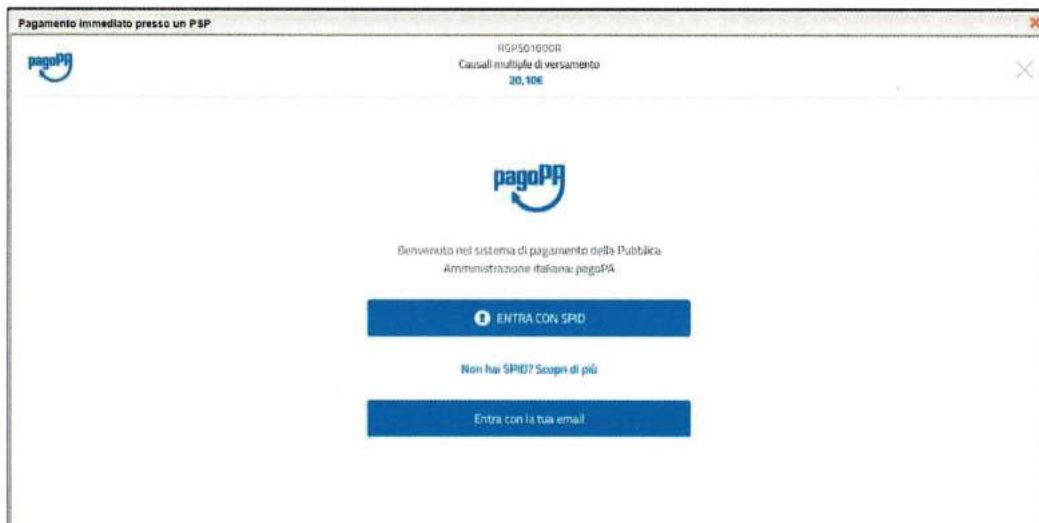 Pagamento immediato presso un PSP
pagoPA
RGPS01000R
Causali multiple di versamento
20,10€
pagoPA
Benvenuto nel sistema di pagamento della Pubblica
Amministrazione italiana: pagoPA
ENTRA CON SPID
Non hai SPID? Scopri di più
Entra con la tua email